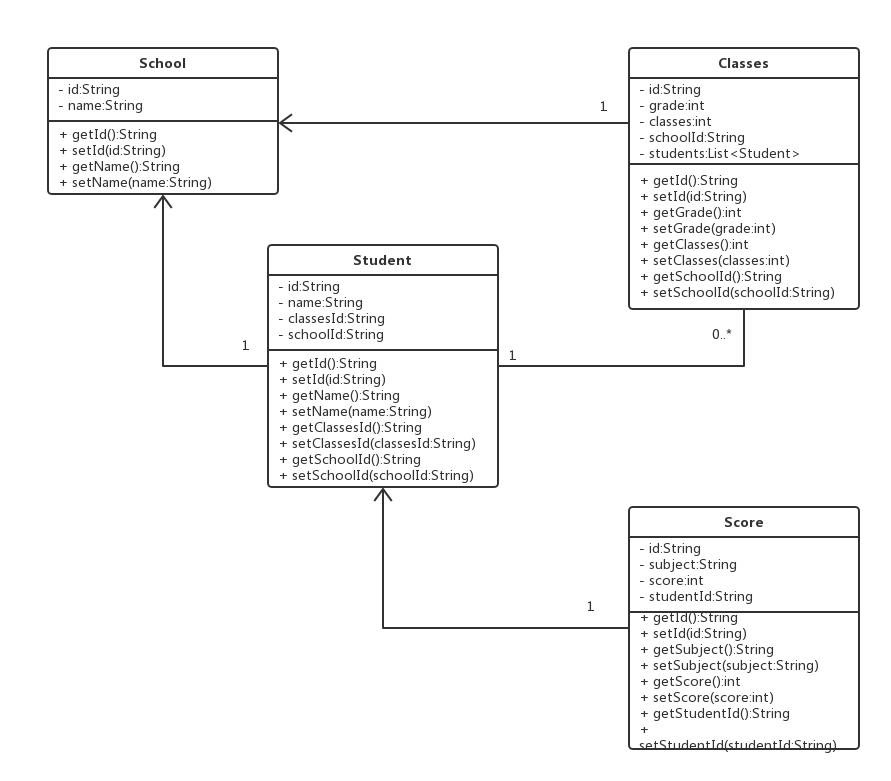 School
- id:String
- name:String
+ getId():String
+ setId(id:String)
+ getName():String
+ setName(name:String)
1
Classes
- id:String
- grade:int
- classes:int
- schoolId:String
- students:List<Student>
+ getId():String
+ setId(id:String)
+ getGrade():int
+ setGrade(grade:int)
+ getClasses():int
+ setClasses(classes:int)
+ getSchoolId():String
+ setSchoolId(schoolId:String)
Student
- id:String
- name:String
- classesId:String
- schoolId:String
+ getId():String
+ setId(id:String)
+ getName():String
+ setName(name:String)
+ getClassesId():String
+ setClassesId(classesId:String)
+ getSchoolId():String
+ setSchoolId(schoolId:String)
1
1
0..*
Score
- id:String
- subject:String
- score:int
- studentId:String
+ getId():String
+ setId(id:String)
+ getSubject():String
+ setSubject(subject:String)
+ getScore():int
+ setScore(score:int)
+ getStudentId():String
+
setStudentId(studentId:String)
1